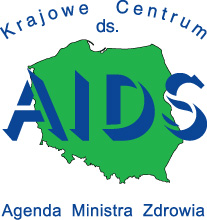 Krajowe Centrum
ds.
AIDS
Agenda Ministra Zdrowia